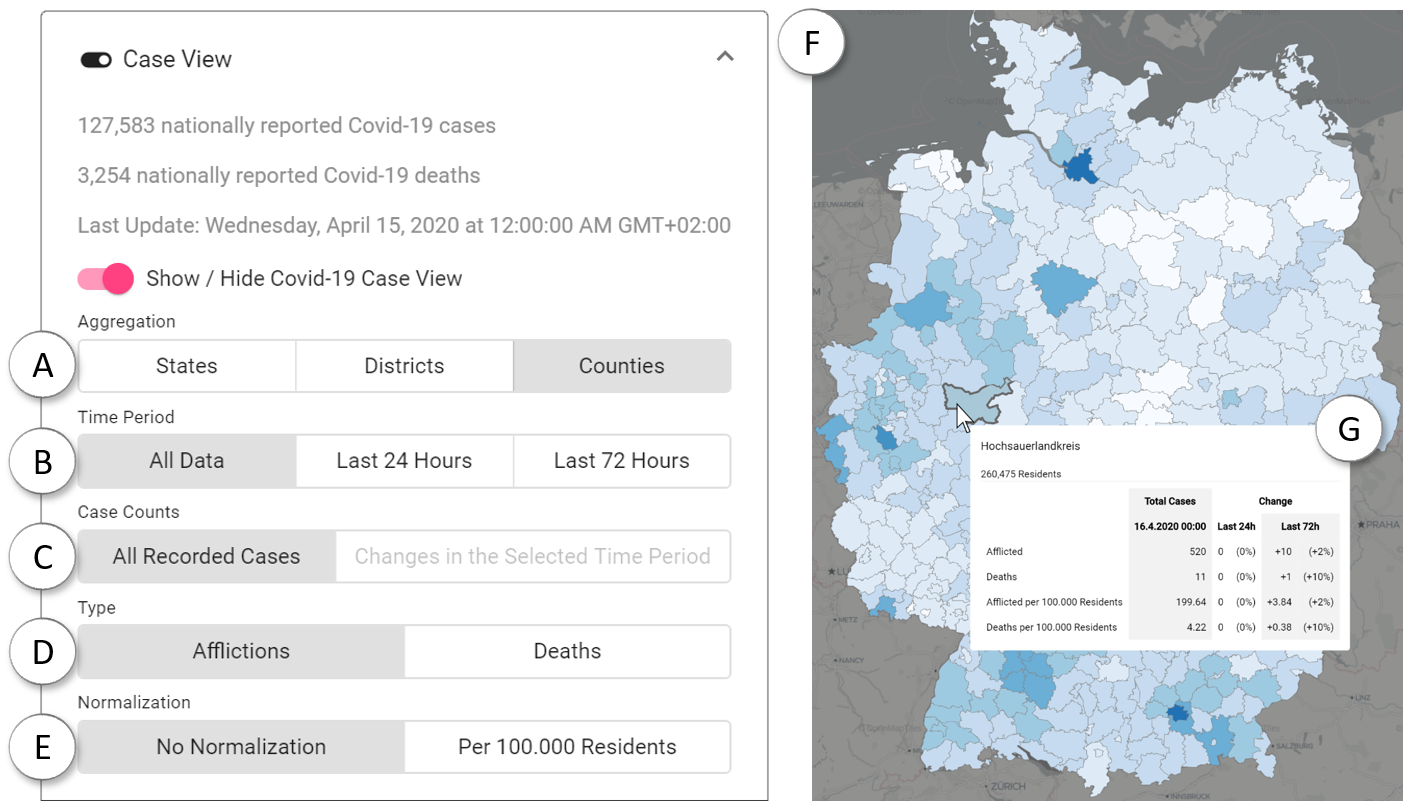 Case View
127,583 nationally reported Covid-19 cases
3,254 nationally reported Covid-19 deaths
Last Update: Wednesday, April 15, 2020 at 12:00:00 AM GMT+02:00
Show / Hide Covid-19 Case View
Aggregation
A
States Districts Counties
Time Period
B
All Data Last 24 Hours Last 72 Hours
Case Counts
C
All Recorded Cases Changes in the Selected Time Period
Type
D
Afflictions Deaths
Normalization
E
No Normalization Per 100.000 Residents
F
LEEUWARDEN
G
Hochsauerlandkreis
260,475 Residents
Total Cases Change
16.4.2020 00:00 Last 24h Last 72h
Afflicted 520 0 (0%) +10 (+2%)
Deaths 11 0 (0%) +1 (+10%)
Afflicted per 100.000 Residents 199.64 0 (0%) +3.84 (+2%)
Deaths per 100.000 Residents 4.22 0 (0%) +0.38 (+10%)
PRAHA
METZ
NANCY
LINZ
SALZBURG
ZÜRICH
INNSBRUCK